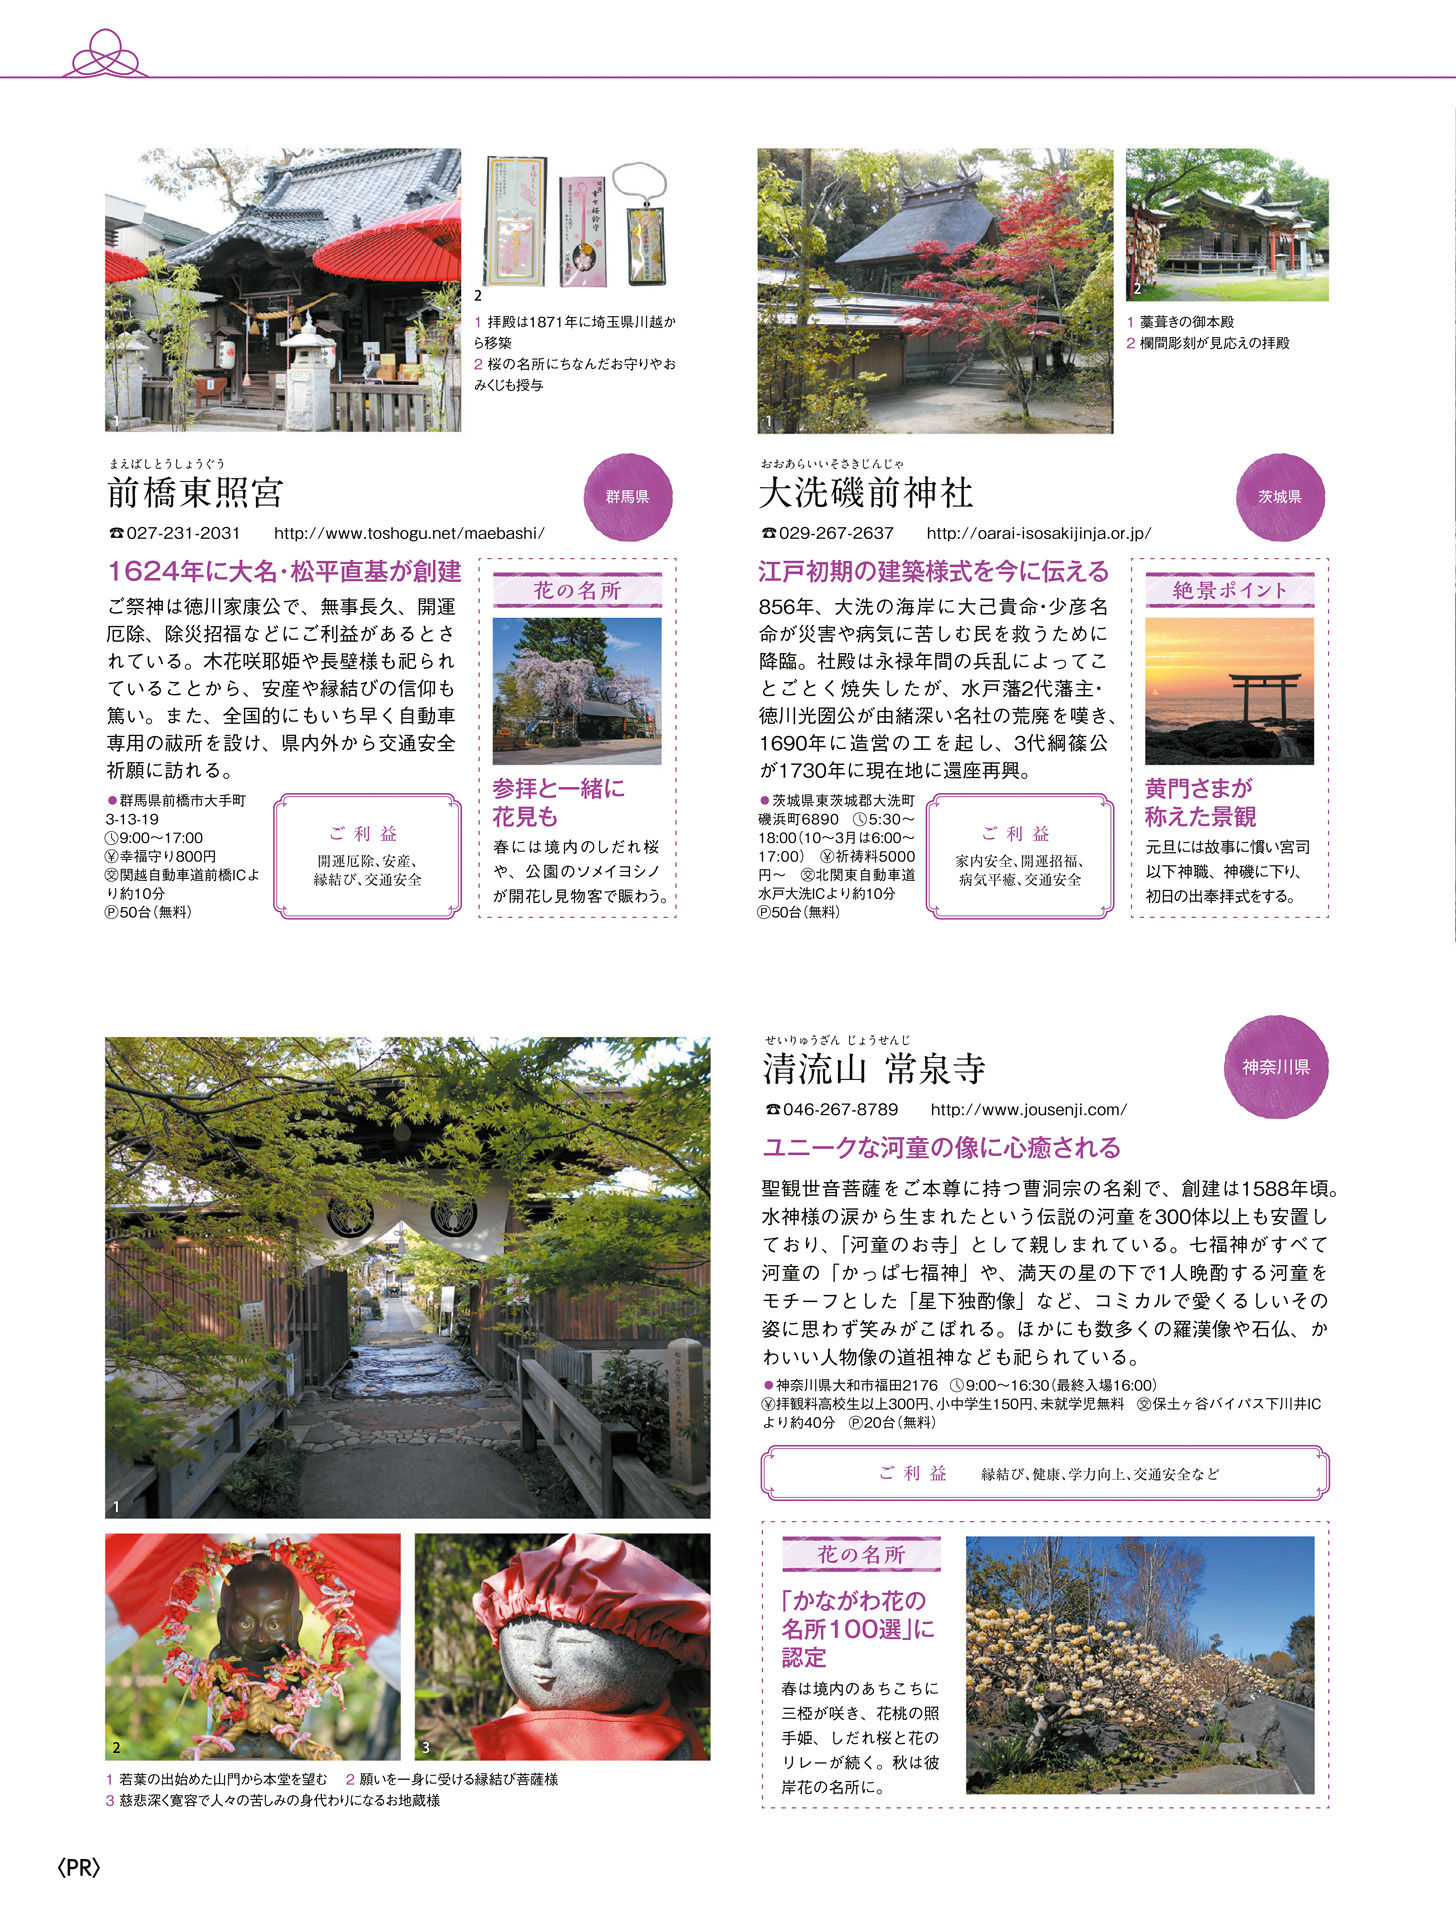 1 拝殿は1871年に埼玉県川越か
ら移築
2 桜の名所にちなんだお守りやお
みくじも授与
まえばしとうしょうぐう
前橋東照宮
群馬県
☎027-231-2031 http://www.toshogu.net/maebashi/
1624年に大名・松平直基が創建
ご祭神は徳川家康公で、無事長久、開運
厄除、除災招福などにご利益があるとさ
れている。木花咲耶姫や長壁様も祀られ
ていることから、安産や縁結びの信仰も
篤い。また、全国的にもいち早く自動車
専用の祓所を設け、県内外から交通安全
祈願に訪れる。
●群馬県前橋市大手町
3-13-19
🕒9:00〜17:00
¥幸福守り800円
交関越自動車道前橋ICよ
り約10分
Ⓟ50台（無料）
ご利益
開運厄除、安産、
縁結び、交通安全
花の名所
参拝と一緒に
花見も
春には境内のしだれ桜
や、公園のソメイヨシノ
が開花し見物客で賑わう。
1 藁葺きの御本殿
2 欄間彫刻が見応えの拝殿
おおあらいいそさきじんじゃ
大洗磯前神社
茨城県
☎029-267-2637 http://oarai-isosakijinja.or.jp/
江戸初期の建築様式を今に伝える
856年、大洗の海岸に大己貴命・少彦名
命が災害や病気に苦しむ民を救うために
降臨。社殿は永禄年間の兵乱によってこ
とごとく焼失したが、水戸藩2代藩主・
徳川光圀公が由緒深い名社の荒廃を嘆き、
1690年に造営の工を起し、3代綱篠公
が1730年に現在地に還座再興。
●茨城県東茨城郡大洗町
磯浜町6890 🕒5:30〜
18:00（10〜3月は6:00〜
17:00） ¥祈祷料5000
円〜 交北関東自動車道
水戸大洗ICより約10分
Ⓟ50台（無料）
ご利益
家内安全、開運招福、
病気平癒、交通安全
絶景ポイント
黄門さまが
称えた景観
元旦には故事に慣い宮司
以下神職、神磯に下り、
初日の出奉拝式をする。
せいりゅうざん じょうせんじ
清流山 常泉寺
神奈川県
☎046-267-8789 http://www.jousenji.com/
ユニークな河童の像に心癒される
聖観世音菩薩をご本尊に持つ曹洞宗の名刹で、創建は1588年頃。
水神様の涙から生まれたという伝説の河童を300体以上も安置し
ており、「河童のお寺」として親しまれている。七福神がすべて
河童の「かっぱ七福神」や、満天の星の下で1人晩酌する河童を
モチーフとした「星下独酌像」など、コミカルで愛くるしいその
姿に思わず笑みがこぼれる。ほかにも数多くの羅漢像や石仏、か
わいい人物像の道祖神なども祀られている。
●神奈川県大和市福田2176 🕒9:00〜16:30（最終入場16:00）
¥拝観料高校生以上300円、小中学生150円、未就学児無料 交保土ヶ谷バイパス下川井IC
より約40分 Ⓟ20台（無料）
ご利益 縁結び、健康、学力向上、交通安全など
花の名所
「かながわ花の
名所100選」に
認定
春は境内のあちこちに
三椏が咲き、花桃の照
手姫、しだれ桜と花の
リレーが続く。秋は彼
岸花の名所に。
1 若葉の出始めた山門から本堂を望む 2 願いを一身に受ける縁結び菩薩様
3 慈悲深く寛容で人々の苦しみの身代わりになるお地蔵様
〈PR〉